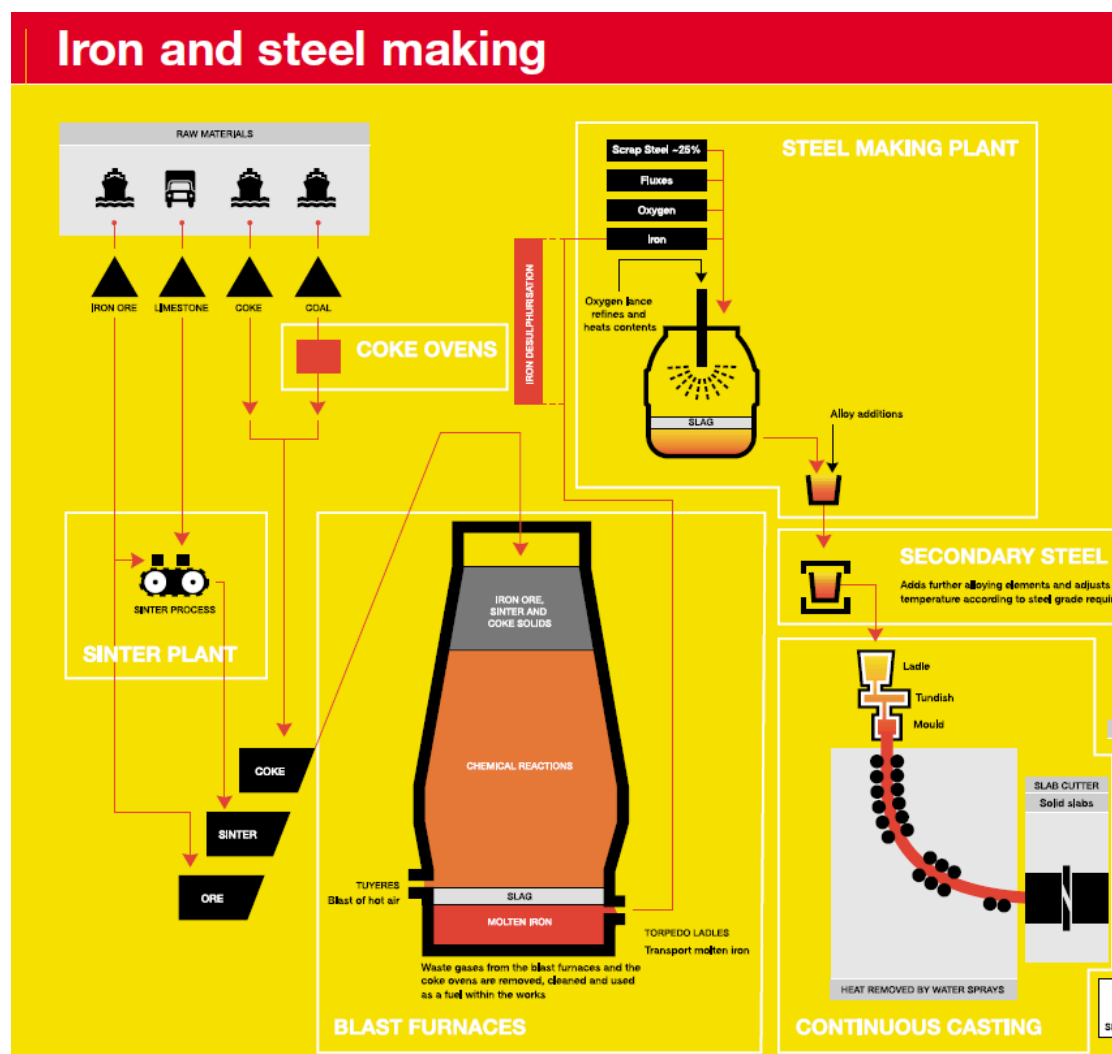 Iron and steel making
RAW MATERIALS
IRON ORE
LIMESTONE
COKE
COAL
COKE OVENS
IRON DESULPHURISATION
STEEL MAKING PLANT
Scrap Steel ~25%
Fluxes
Oxygen
Iron
Oxygen lance
refines and
heats contents
SLAG
Alloy additions
SINTER PROCESS
SINTER PLANT
COKE
SINTER
ORE
IRON ORE,
SINTER AND
COKE SOLIDS
CHEMICAL REACTIONS
SLAG
MOLTEN IRON
TUYERES
Blast of hot air
TORPEDO LADLES
Transport molten iron
Waste gases from the blast furnaces and the
coke ovens are removed, cleaned and used
as a fuel within the works
BLAST FURNACES
SECONDARY STEEL
Adds further alloying elements and adjusts
temperature according to steel grade requi
Ladle
Tundish
Mould
SLAB CUTTER
Solid slabs
HEAT REMOVED BY WATER SPRAYS
CONTINUOUS CASTING